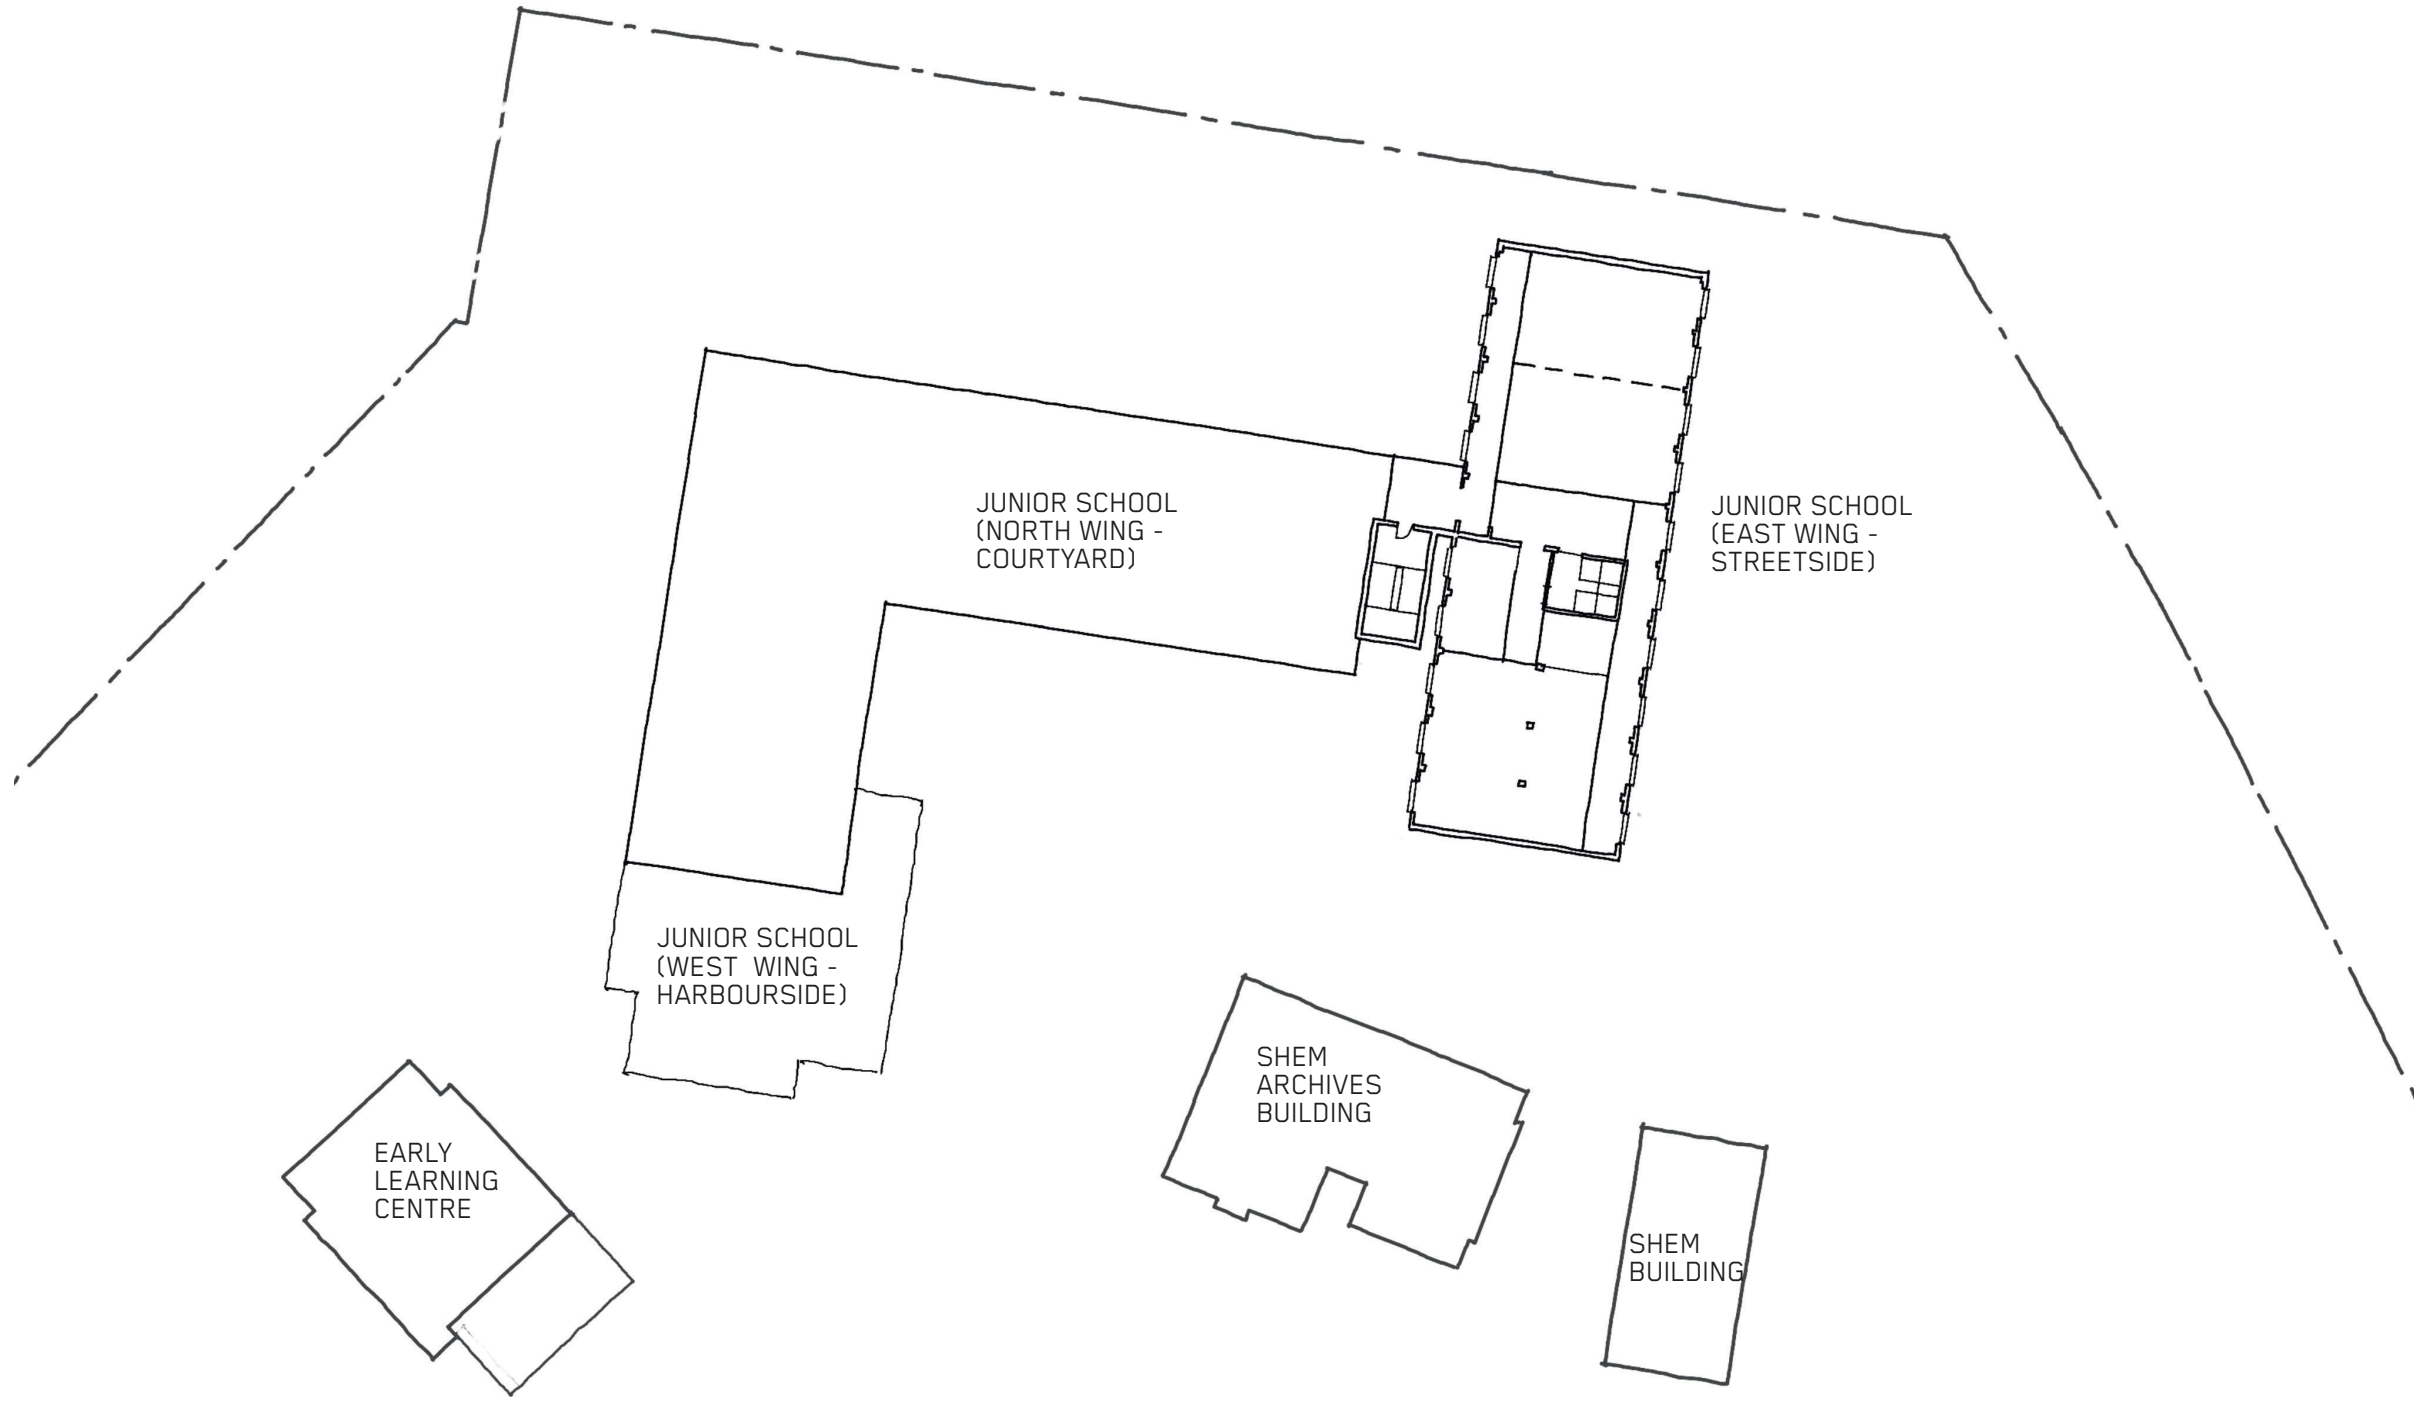 JUNIOR SCHOOL
(NORTH WING -
COURTYARD)
JUNIOR SCHOOL
(EAST WING -
STREETSIDE)
JUNIOR SCHOOL
(WEST  WING -
HARBOURSIDE)
SHEM
ARCHIVES
BUILDING
EARLY
LEARNING
CENTRE
SHEM
BUILDING